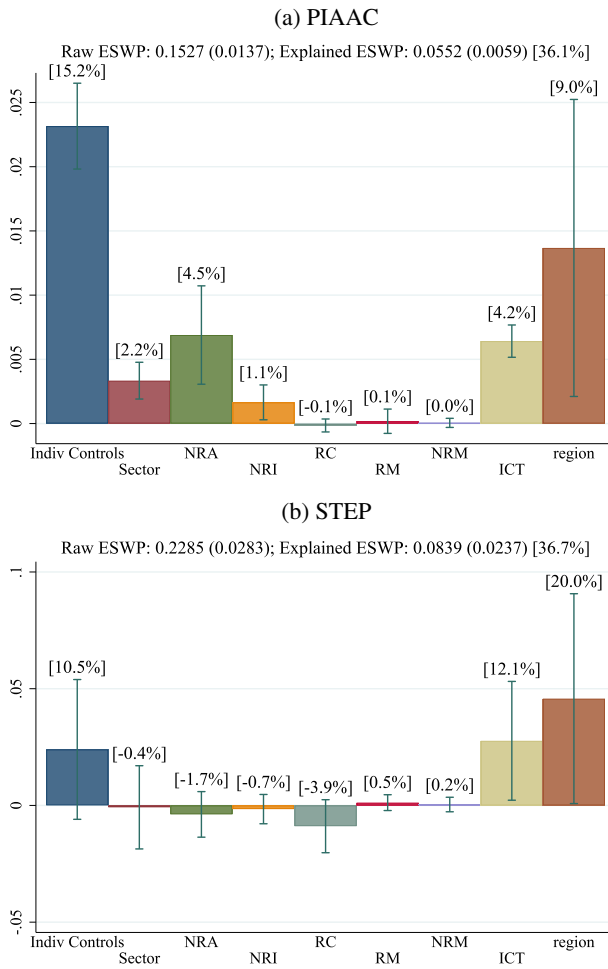 (a) PIAAC
Raw ESWP: 0.1527 (0.0137); Explained ESWP: 0.0552 (0.0059) [36.1%]
[15.2%]
[9.0%]
.025
.02
.015
[4.5%]
[4.2%]
.01
[2.2%]
[1.1%]
.005
[-0.1%]
[0.1%]
[0.0%]
0
Indiv Controls
NRA
RC
NRM
region
Sector
NRI
RM
ICT
(b) STEP
Raw ESWP: 0.2285 (0.0283); Explained ESWP: 0.0839 (0.0237) [36.7%]
.1
[20.0%]
[10.5%]
[12.1%]
.05
[-0.4%]
[-1.7%]
[-0.7%]
[-3.9%]
[0.5%]
[0.2%]
0
-.05
Indiv Controls
NRA
RC
NRM
region
Sector
NRI
RM
ICT